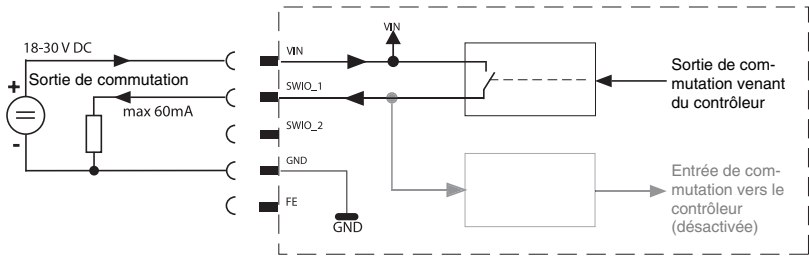 18-30 V DC
Sortie de commutation
max 60mA
+
-
VIN
SWIO_1
SWIO_2
GND
FE
VIN
GND
Sortie de com-
mutation venant
du contrôleur
Entrée de com-
mutation vers le
contrôleur
(désactivée)